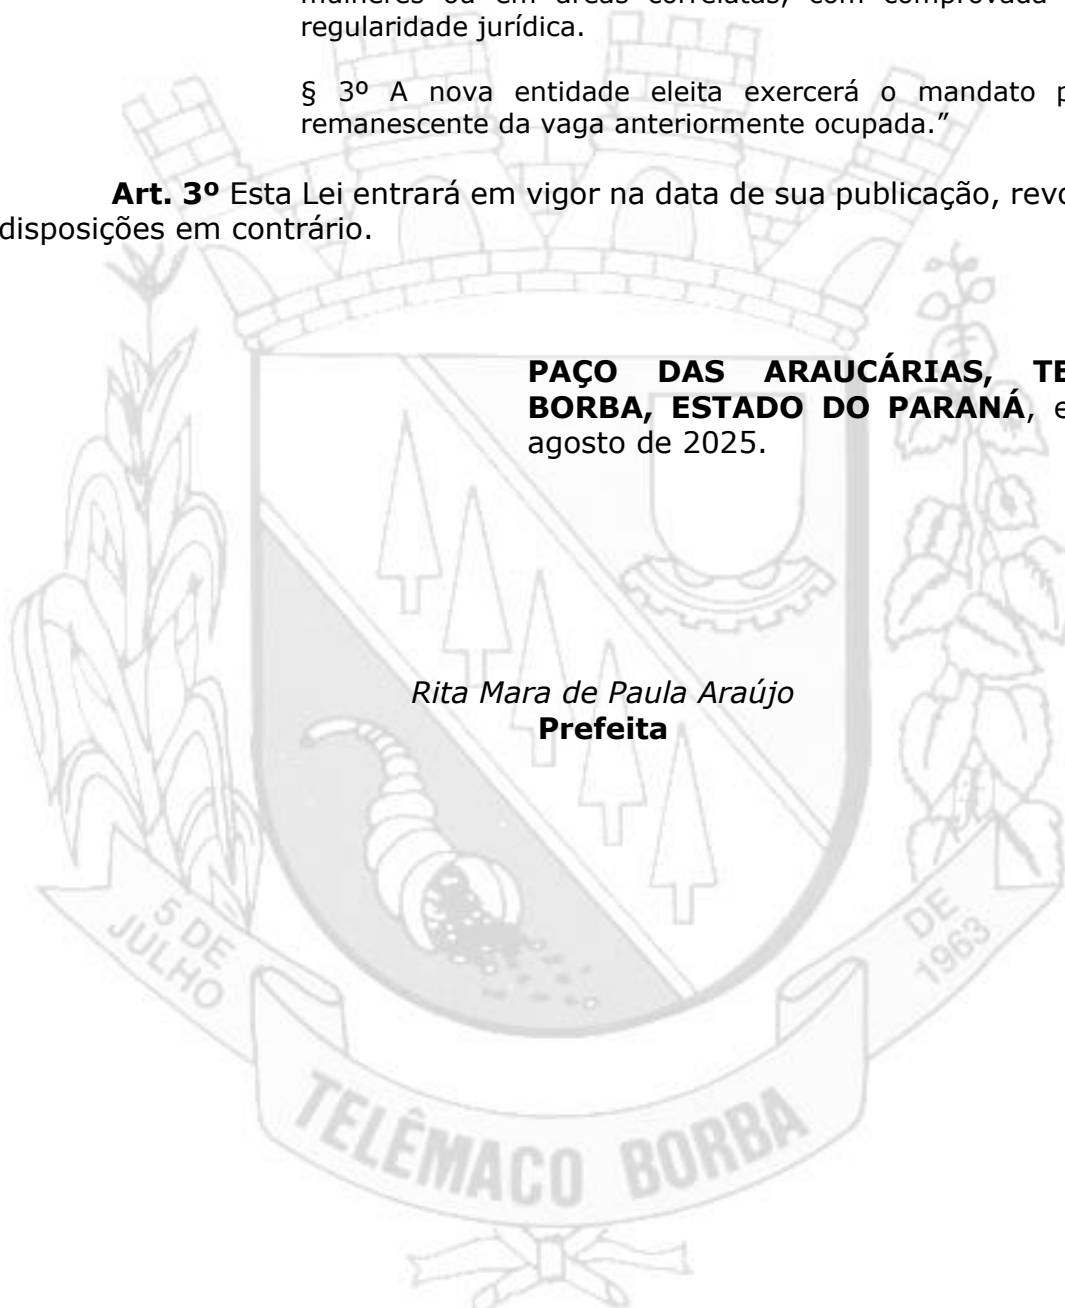 mulheres ou em áreas correlatas, com comprovada
regularidade jurídica.
§ 3º A nova entidade eleita exercerá o mandato p
remanescente da vaga anteriormente ocupada.”
Art. 3º Esta Lei entrará em vigor na data de sua publicação, revo
disposições em contrário.
PAÇO DAS ARAUCÁRIAS, TE
BORBA, ESTADO DO PARANÁ, e
agosto de 2025.
Rita Mara de Paula Araújo
Prefeita
5 DE
JULHO
DE
1963
TELÊMACO BORBA